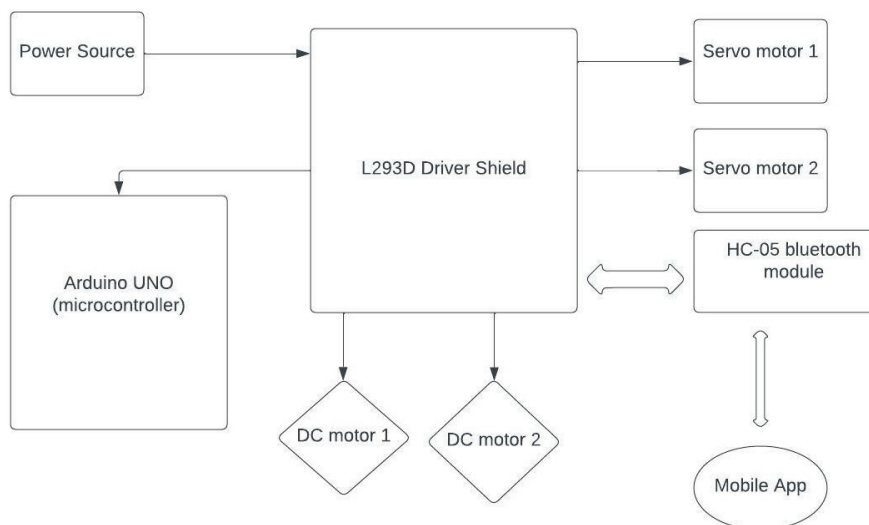 Power Source
L293D Driver Shield
Servo motor 1
Servo motor 2
HC-05 bluetooth
module
Arduino UNO
(microcontroller)
DC motor 1
DC motor 2
Mobile App